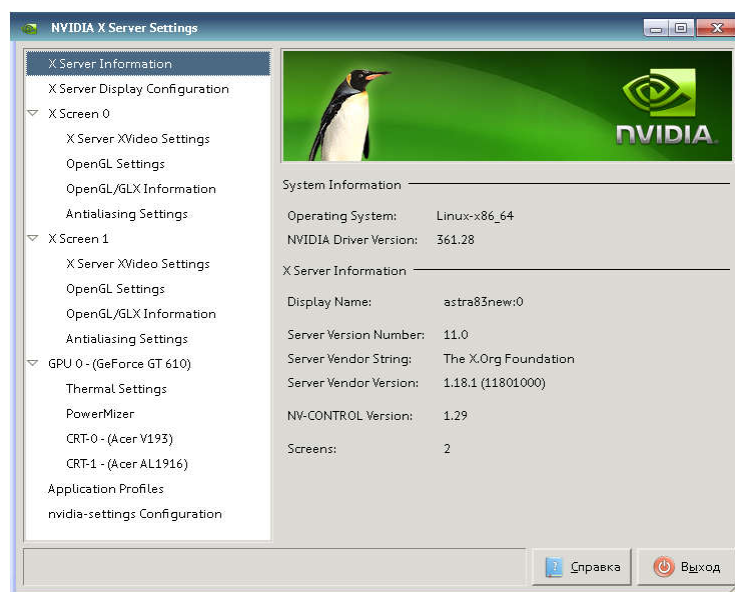 NVIDIA X Server Settings
X Server Information
X Server Display Configuration
X Screen 0
X Server XVideo Settings
OpenGL Settings
OpenGL/GLX Information
Antialiasing Settings
X Screen 1
X Server XVideo Settings
OpenGL Settings
OpenGL/GLX Information
Antialiasing Settings
GPU 0 - (GeForce GT 610)
Thermal Settings
PowerMizer
CRT-0 - (Acer V193)
CRT-1 - (Acer AL1916)
Application Profiles
nvidia-settings Configuration
NVIDIA.
System Information
Operating System: Linux-x86_64
NVIDIA Driver Version: 361.28
X Server Information
Display Name: astra83new:0
Server Version Number: 11.0
Server Vendor String: The X.Org Foundation
Server Vendor Version: 1.18.1 (11801000)
NV-CONTROL Version: 1.29
Screens: 2
Справка
Выход